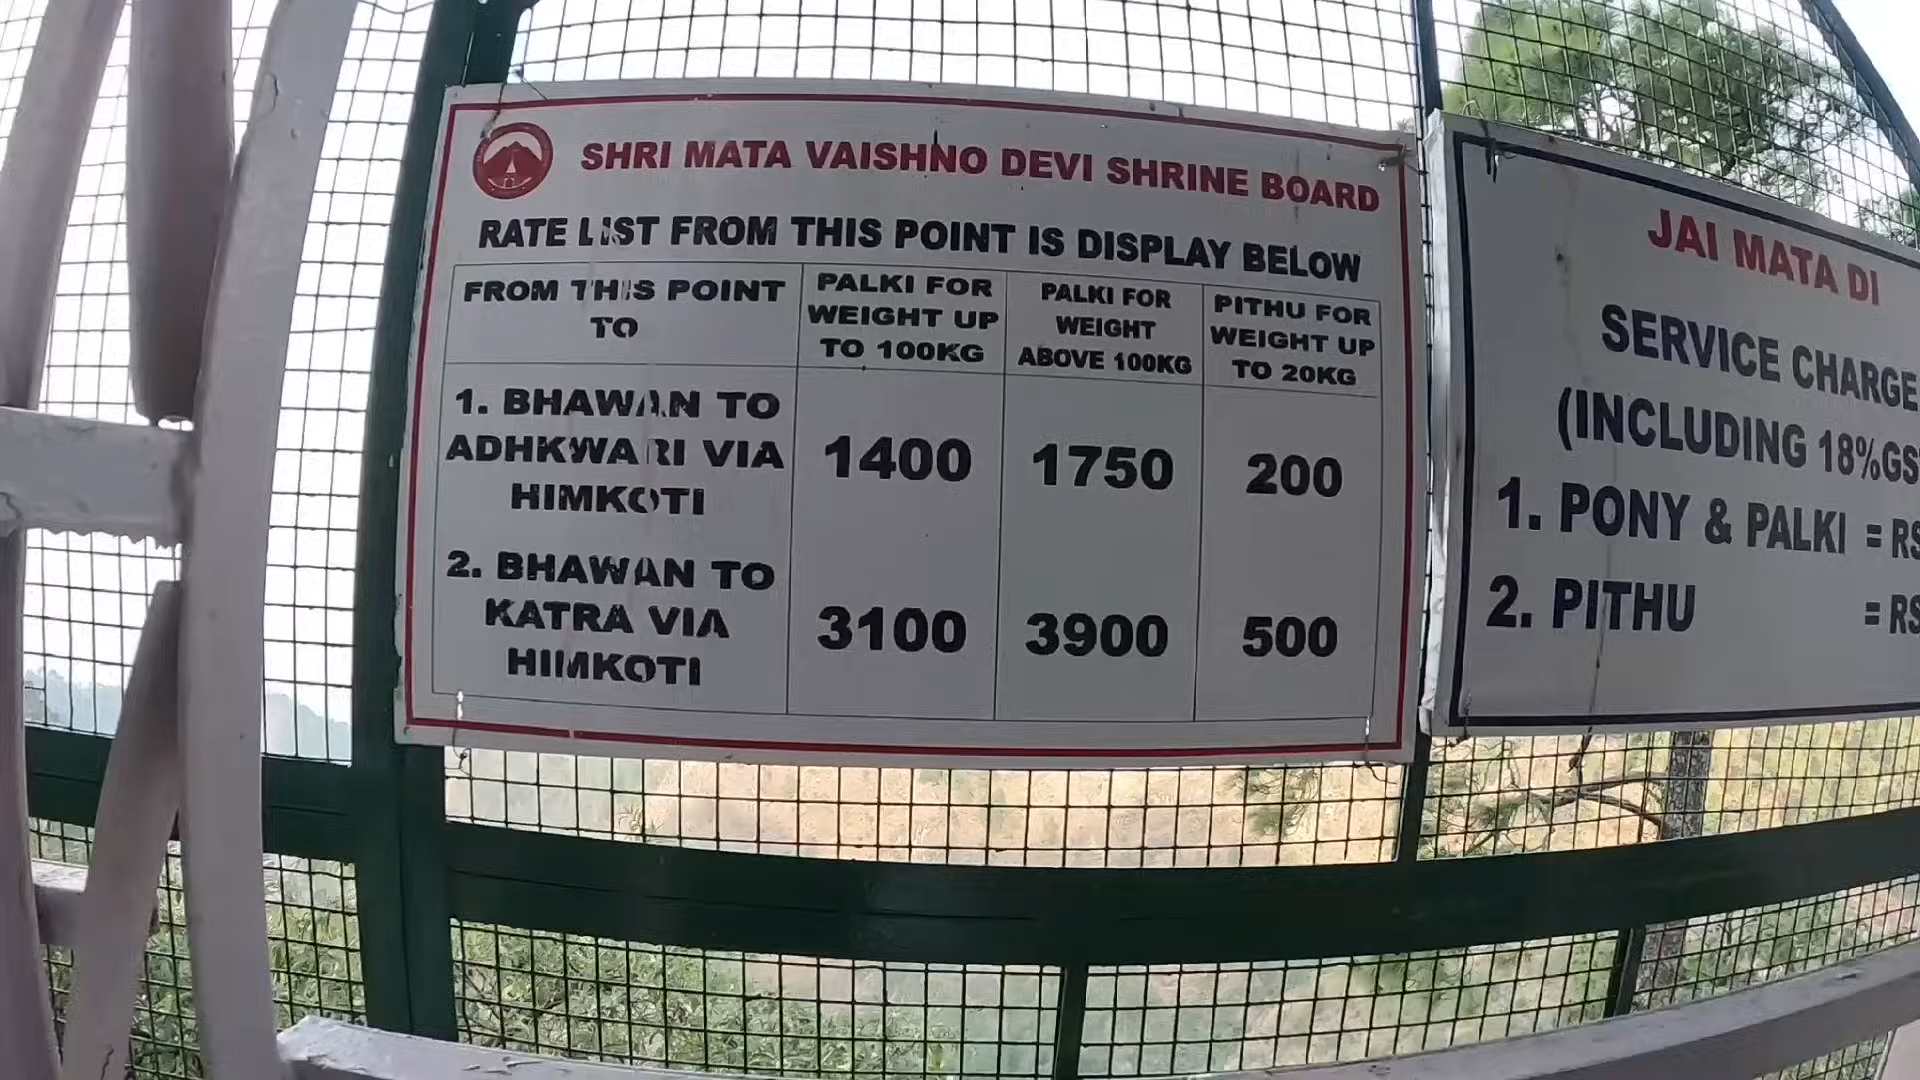 SHRI MATA VAISHNO DEVI SHRINE BOARD
RATE LIST FROM THIS POINT IS DISPLAY BELOW
FROM THIS POINT
TO
PALKI FOR
WEIGHT UP
TO 100KG
PALKI FOR
WEIGHT
ABOVE 100KG
PITHU FOR
WEIGHT UP
TO 20KG
1. BHAWAN TO
ADHKWARI VIA
HIMKOTI
1400
1750
200
2. BHAWAN TO
KATRA VIA
HIMKOTI
3100
3900
500
JAI MATA DI
SERVICE CHARGE
(INCLUDING 18%GS
1. PONY & PALKI = RS
2. PITHU = RS